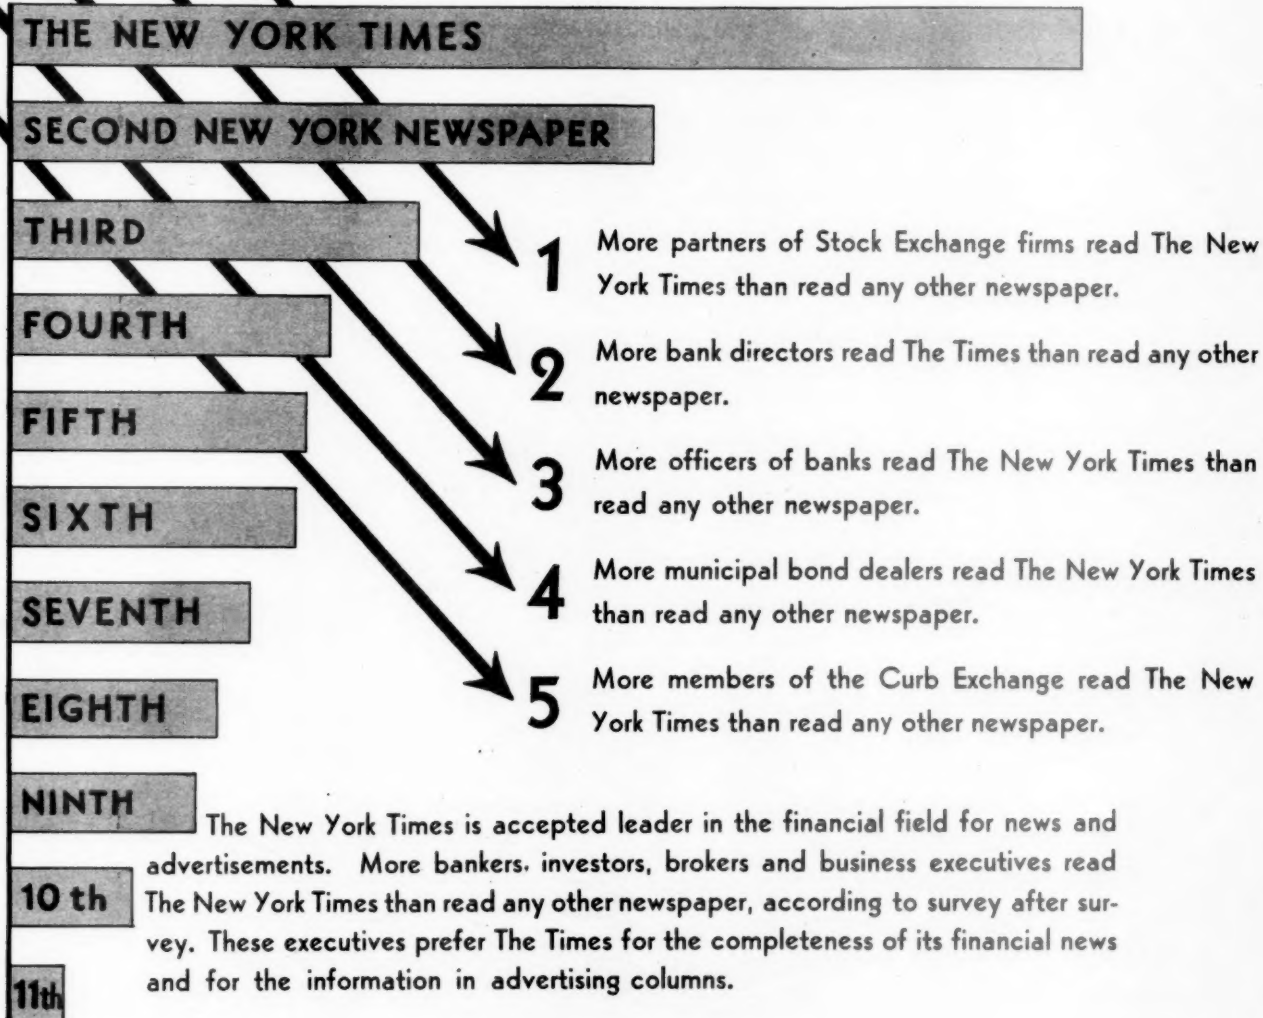 THE NEW YORK TIMES
SECOND NEW YORK NEWSPAPER
THIRD
FOURTH
FIFTH
SIXTH
SEVENTH
EIGHTH
NINTH
10 th
11th
1 More partners of Stock Exchange firms read The New
York Times than read any other newspaper.
2 More bank directors read The Times than read any other
newspaper.
3 More officers of banks read The New York Times than
read any other newspaper.
4 More municipal bond dealers read The New York Times
than read any other newspaper.
5 More members of the Curb Exchange read The New
York Times than read any other newspaper.
The New York Times is accepted leader in the financial field for news and
advertisements. More bankers. investors, brokers and business executives read
The New York Times than read any other newspaper, according to survey after sur-
vey. These executives prefer The Times for the completeness of its financial news
and for the information in advertising columns.